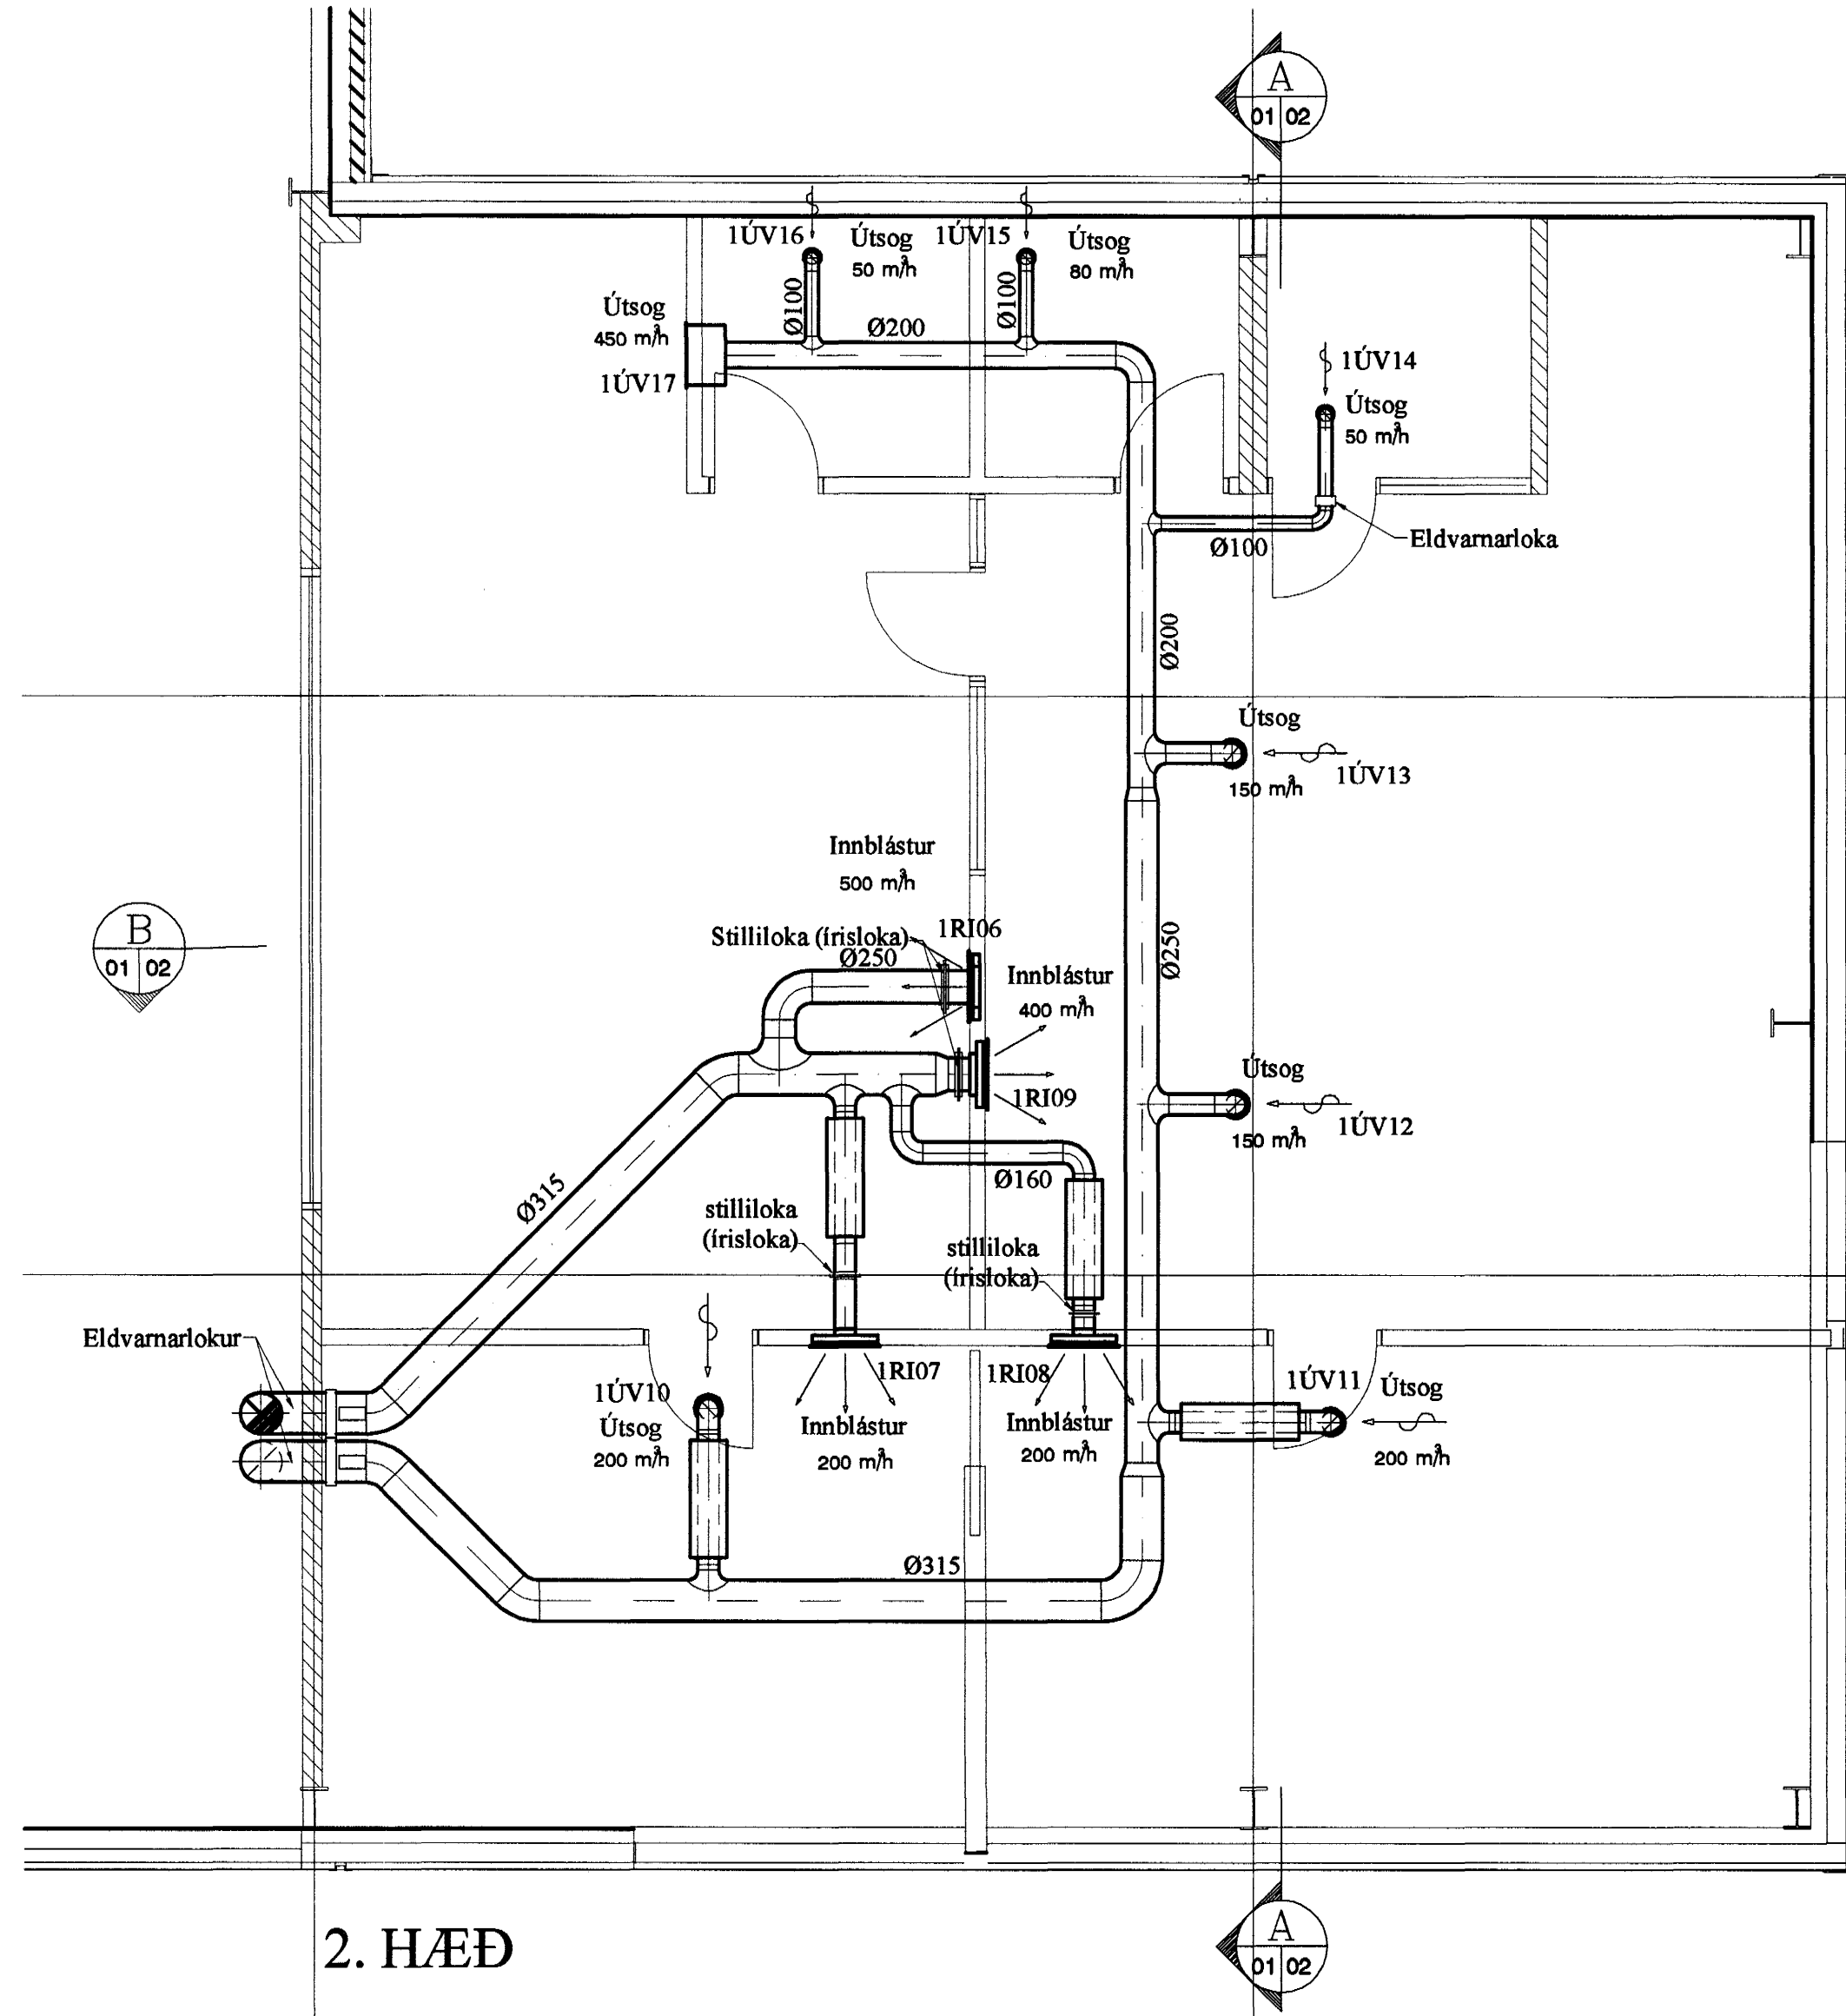 A
01 02
1ÚV16
Útsog
50 m³/h
1ÚV15
Útsog
80 m³/h
Ø100
Ø100
Útsog
450 m³/h
1ÚV17
Ø200
1ÚV14
Útsog
50 m³/h
Eldvarnarloka
Ø100
Ø200
Útsog
150 m³/h
1ÚV13
Innblástur
500 m³/h
B
01 02
Stilliloka (írisloka)
1RI06
Ø250
Ø250
Innblástur
400 m³/h
1RI09
Útsog
150 m³/h
1ÚV12
Ø315
Ø160
stilliloka
(írisloka)
stilliloka
(írisloka)
Eldvarnarlokur
1RI07
Innblástur
200 m³/h
1RI08
Innblástur
200 m³/h
1ÚV10
Útsog
200 m³/h
1ÚV11
Útsog
200 m³/h
Ø315
2. HÆÐ
A
01 02